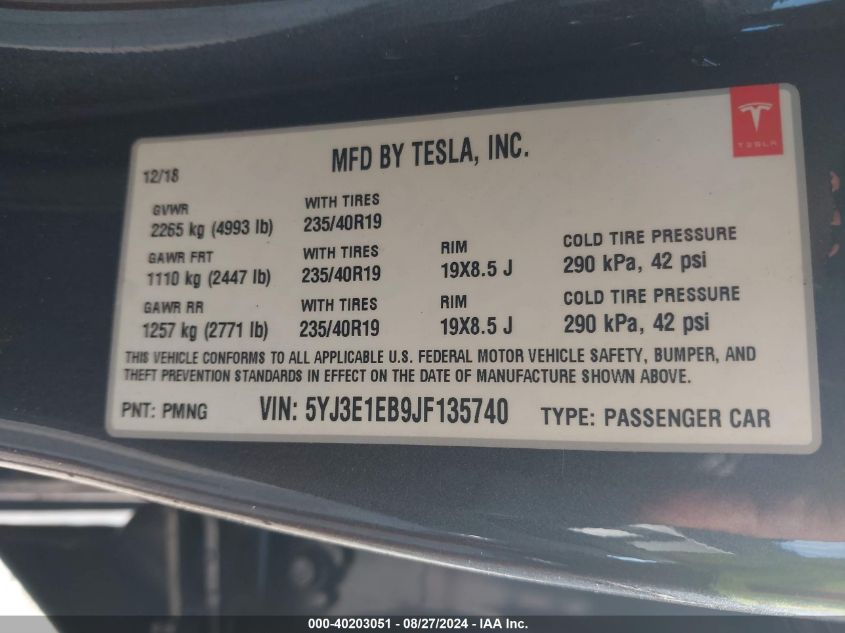 MFD BY TESLA, INC.
TESLA
12/18
GVWR WITH TIRES
2265 kg (4993 lb) 235/40R19
GAWR FRT WITH TIRES RIM COLD TIRE PRESSURE
1110 kg (2447 lb) 235/40R19 19X8.5 J 290 kPa, 42 psi
GAWR RR WITH TIRES RIM COLD TIRE PRESSURE
1257 kg (2771 lb) 235/40R19 19X8.5 J 290 kPa, 42 psi
THIS VEHICLE CONFORMS TO ALL APPLICABLE U.S. FEDERAL MOTOR VEHICLE SAFETY, BUMPER, AND
THEFT PREVENTION STANDARDS IN EFFECT ON THE DATE OF MANUFACTURE SHOWN ABOVE.
PNT: PMNG VIN: 5YJ3E1EB9JF135740 TYPE: PASSENGER CAR
000-40203051 - 08/27/2024 - IAA Inc.